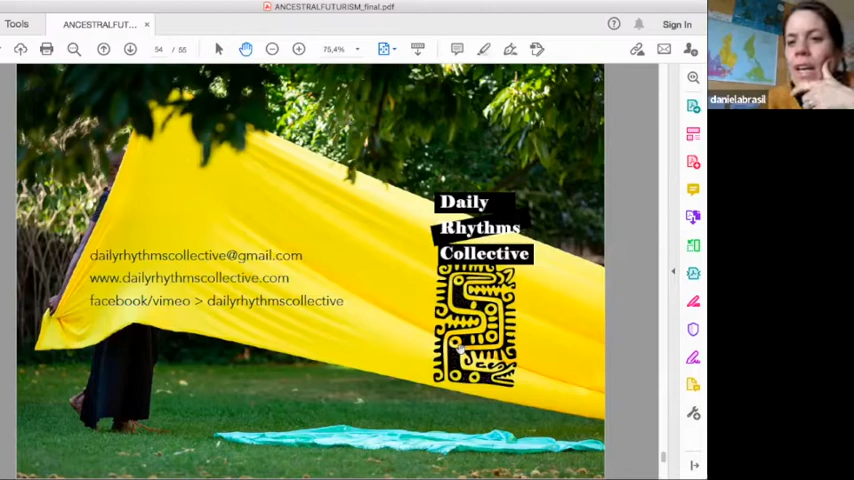 ANCESTRALFUTURISM_final.pdf
Tools
ANCESTRALFUT...
×
Sign In
54 / 55
75,4%
danielabrasil
Daily
Rhythms
Collective
dailyrhythmscollective@gmail.com
www.dailyrhythmscollective.com
facebook/vimeo > dailyrhythmscollective